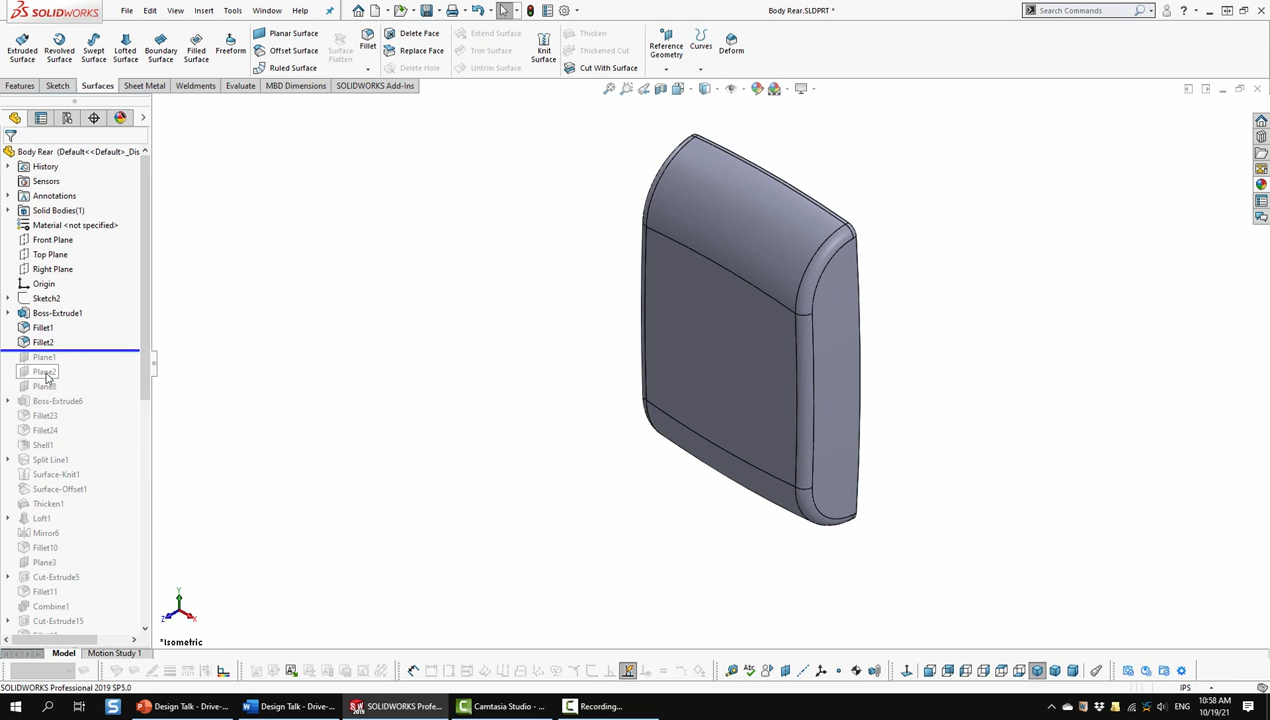 SOLIDWORKS
File Edit View Insert Tools Window Help
Body Rear.SLDPRT *
Search Commands
Extruded Surface
Revolved Surface
Swept Surface
Lofted Surface
Boundary Surface
Filled Surface
Freeform
Planar Surface
Offset Surface
Ruled Surface
Surface Flatten
Fillet
Delete Face
Replace Face
Delete Hole
Extend Surface
Trim Surface
Untrim Surface
Knit Surface
Thicken
Thickened Cut
Cut With Surface
Reference Geometry
Curves
Deform
Features Sketch Surfaces Sheet Metal Weldments Evaluate MBD Dimensions SOLIDWORKS Add-Ins
Body Rear (Default<<Default>_Dis
History
Sensors
Annotations
Solid Bodies(1)
Material <not specified>
Front Plane
Top Plane
Right Plane
Origin
Sketch2
Boss-Extrude1
Fillet1
Fillet2
Plane1
Plane2
Boss-Extrude6
Fillet23
Fillet24
Shell1
Split Line1
Surface-Knit1
Surface-Offset1
Thicken1
Loft1
Mirror6
Fillet10
Plane3
Cut-Extrude5
Fillet11
Combine1
Cut-Extrude15
Y
Z
X
*Isometric
Model Motion Study 1
SOLIDWORKS Professional 2019 SP5.0
IPS
Design Talk - Drive-...
Design Talk - Drive-...
SOLIDWORKS Profe...
Camtasia Studio - ...
Recording...
10:58 AM
10/19/21